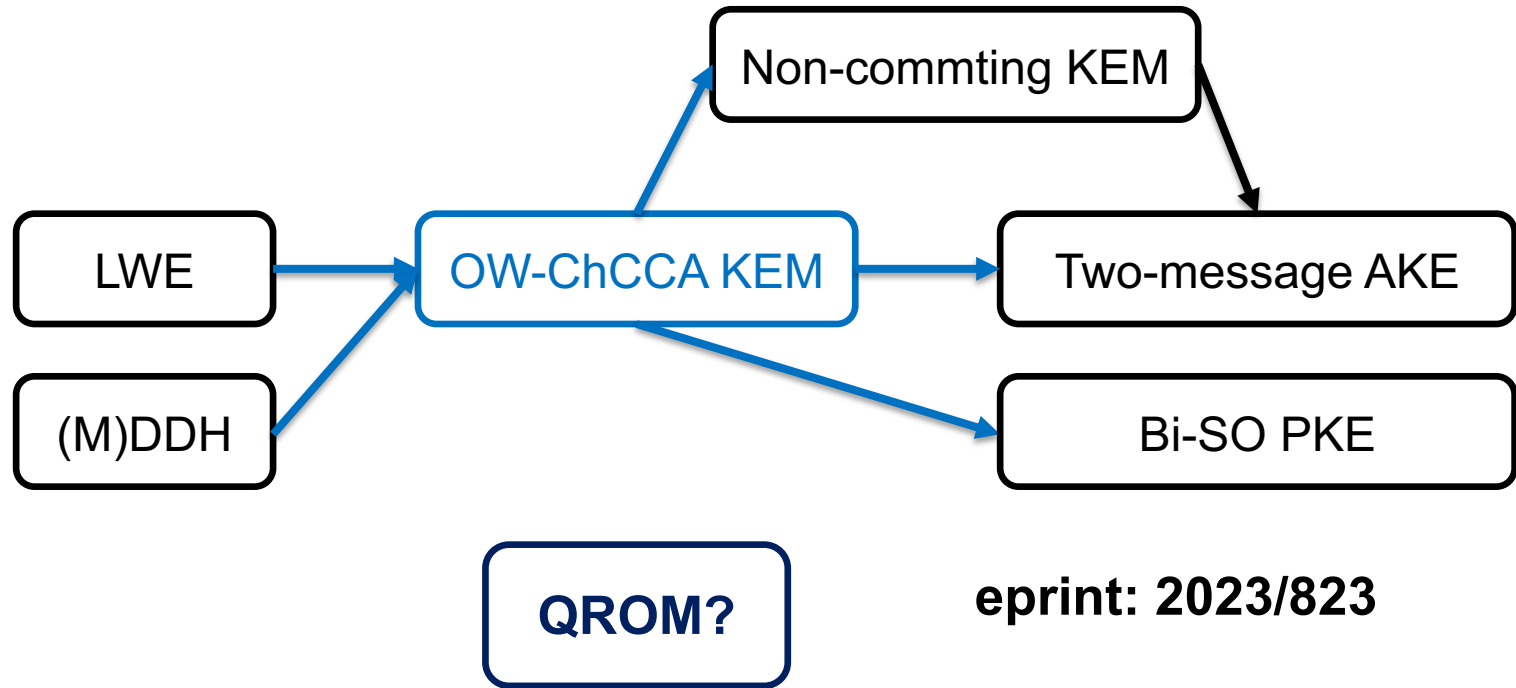 Non-commting KEM
LWE
OW-ChCCA KEM
Two-message AKE
(M)DDH
Bi-SO PKE
QROM?
eprint: 2023/823